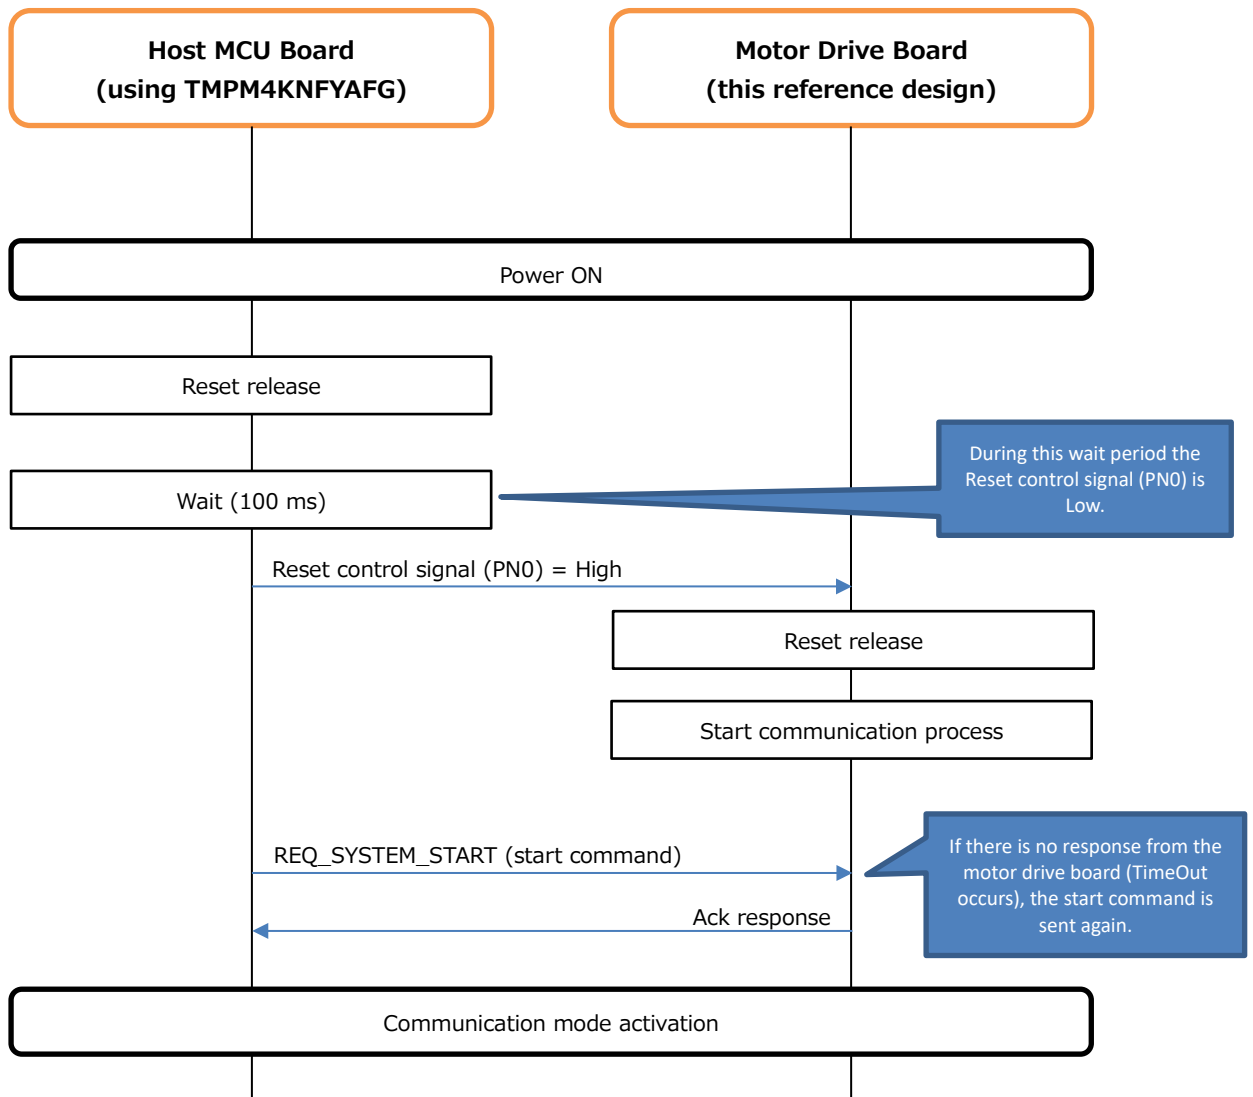 Host MCU Board
(using TMPM4KNFYAFG)
Motor Drive Board
(this reference design)
Power ON
Reset release
Wait (100 ms)
During this wait period the
Reset control signal (PN0) is
Low.
Reset control signal (PN0) = High
Reset release
Start communication process
REQ_SYSTEM_START (start command)
If there is no response from the
motor drive board (TimeOut
occurs), the start command is
sent again.
Ack response
Communication mode activation